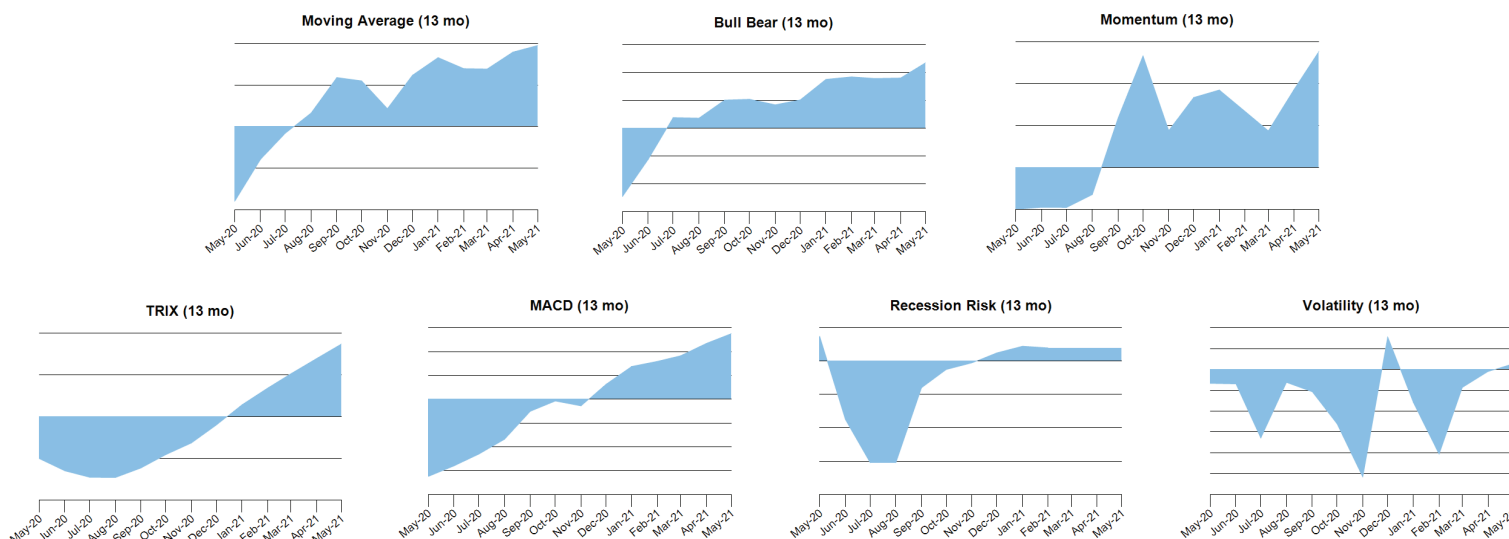 Moving Average (13 mo)
May-20
Jun-20
Jul-20
Aug-20
Sep-20
Oct-20
Nov-20
Dec-20
Jan-21
Feb-21
Mar-21
Apr-21
May-21
Bull Bear (13 mo)
May-20
Jun-20
Jul-20
Aug-20
Sep-20
Oct-20
Nov-20
Dec-20
Jan-21
Feb-21
Mar-21
Apr-21
May-21
Momentum (13 mo)
May-20
Jun-20
Jul-20
Aug-20
Sep-20
Oct-20
Nov-20
Dec-20
Jan-21
Feb-21
Mar-21
Apr-21
May-21
TRIX (13 mo)
May-20
Jun-20
Jul-20
Aug-20
Sep-20
Oct-20
Nov-20
Dec-20
Jan-21
Feb-21
Mar-21
Apr-21
May-21
MACD (13 mo)
May-20
Jun-20
Jul-20
Aug-20
Sep-20
Oct-20
Nov-20
Dec-20
Jan-21
Feb-21
Mar-21
Apr-21
May-21
Recession Risk (13 mo)
May-20
Jun-20
Jul-20
Aug-20
Sep-20
Oct-20
Nov-20
Dec-20
Jan-21
Feb-21
Mar-21
Apr-21
May-21
Volatility (13 mo)
May-20
Jun-20
Jul-20
Aug-20
Sep-20
Oct-20
Nov-20
Dec-20
Jan-21
Feb-21
Mar-21
Apr-21
May-2